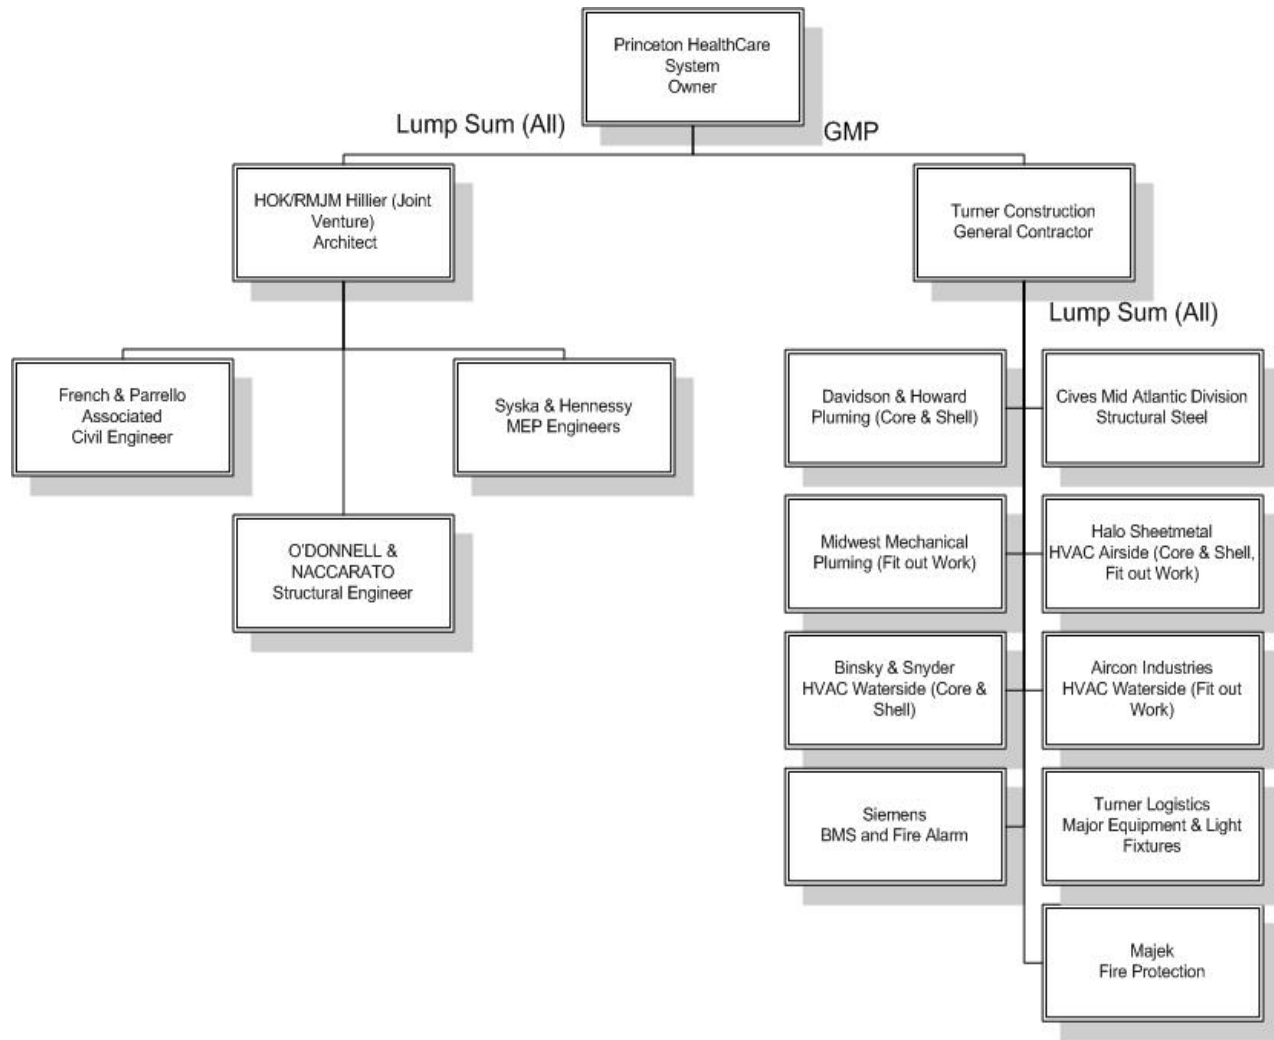 Princeton HealthCare
System
Owner
Lump Sum (All)
GMP
HOK/RMJM Hillier (Joint
Venture)
Architect
Turner Construction
General Contractor
Lump Sum (All)
French & Parrello
Associated
Civil Engineer
Syska & Hennessy
MEP Engineers
O'DONNELL &
NACCARATO
Structural Engineer
Davidson & Howard
Pluming (Core & Shell)
Cives Mid Atlantic Division
Structural Steel
Midwest Mechanical
Pluming (Fit out Work)
Halo Sheetmetal
HVAC Airside (Core & Shell,
Fit out Work)
Binsky & Snyder
HVAC Waterside (Core &
Shell)
Aircon Industries
HVAC Waterside (Fit out
Work)
Siemens
BMS and Fire Alarm
Turner Logistics
Major Equipment & Light
Fixtures
Majek
Fire Protection